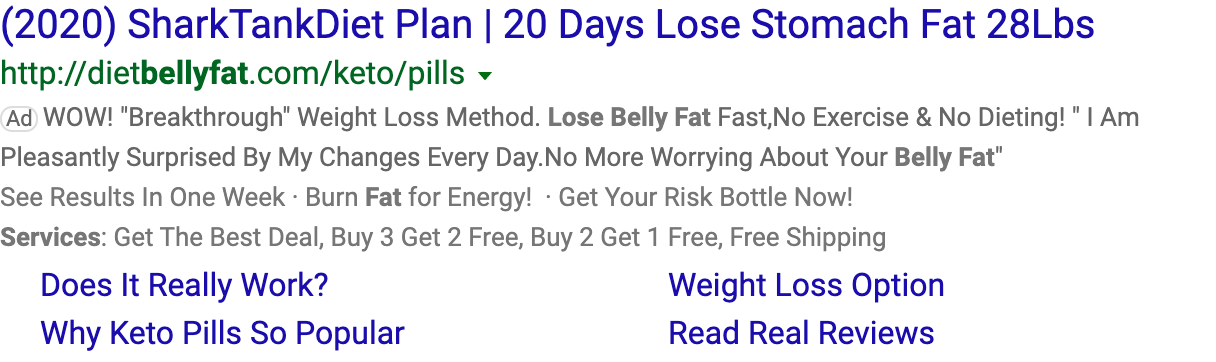 (2020) SharkTankDiet Plan | 20 Days Lose Stomach Fat 28Lbs
http://dietbellyfat.com/keto/pills
Ad WOW! "Breakthrough" Weight Loss Method. Lose Belly Fat Fast,No Exercise & No Dieting! " I Am
Pleasantly Surprised By My Changes Every Day.No More Worrying About Your Belly Fat"
See Results In One Week · Burn Fat for Energy!  · Get Your Risk Bottle Now!
Services: Get The Best Deal, Buy 3 Get 2 Free, Buy 2 Get 1 Free, Free Shipping
Does It Really Work? Weight Loss Option
Why Keto Pills So Popular Read Real Reviews